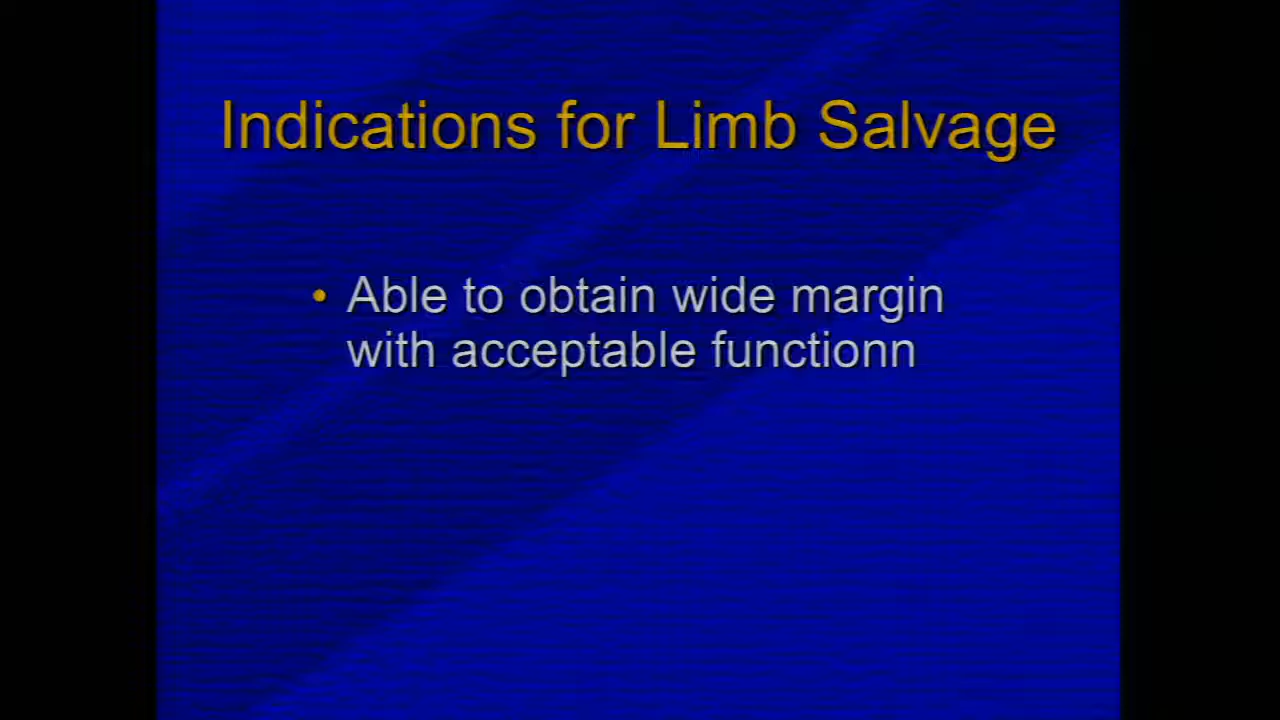 Indications for Limb Salvage
• Able to obtain wide margin
with acceptable functionn